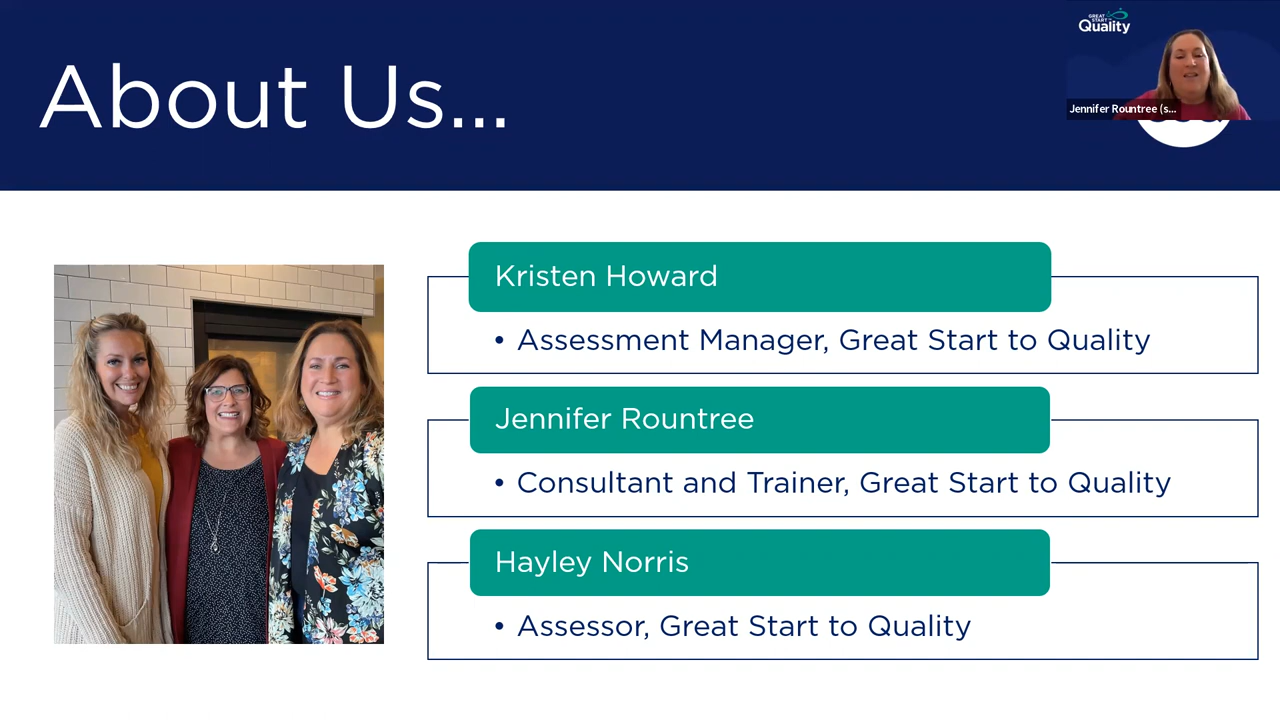 About Us...
GREAT
START TO
Quality
Jennifer Rountree (s...
Kristen Howard
• Assessment Manager, Great Start to Quality
Jennifer Rountree
• Consultant and Trainer, Great Start to Quality
Hayley Norris
• Assessor, Great Start to Quality